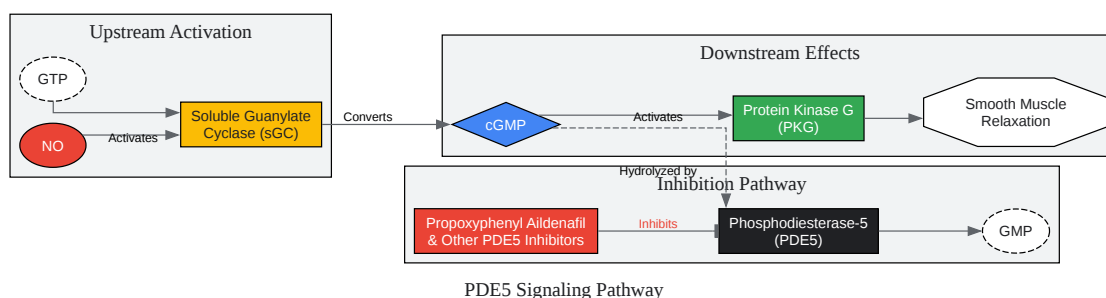 Upstream Activation
GTP
NO
Activates
Soluble Guanylate
Cyclase (sGC)
Converts
Downstream Effects
cGMP
Activates
Protein Kinase G
(PKG)
Smooth Muscle
Relaxation
Hydrolyzed by
Inhibition Pathway
Propoxyphenyl Aildenafil
& Other PDE5 Inhibitors
Inhibits
Phosphodiesterase-5
(PDE5)
GMP
PDE5 Signaling Pathway